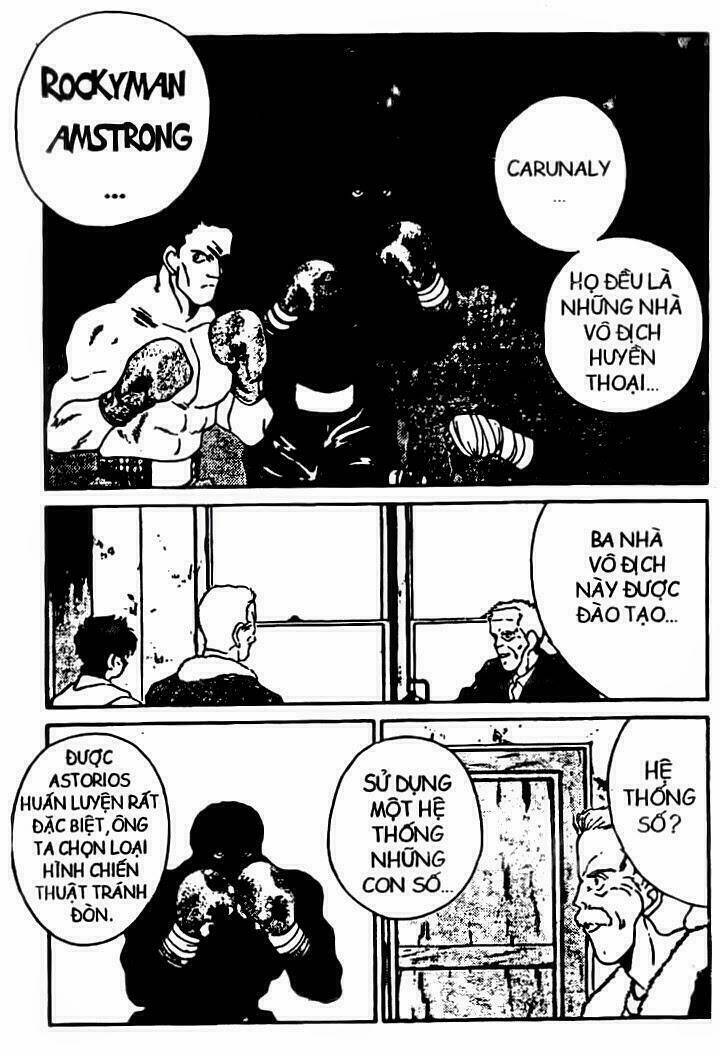 ROCKYMAN
AMSTRONG
...
CARUNALY
...
HỌ ĐỀU LÀ
NHỮNG NHÀ
VÔ ĐỊCH
HUYỀN
THOẠI...
BA NHÀ
VÔ ĐỊCH
NÀY ĐƯỢC
ĐÀO TẠO...
ĐƯỢC
ASTORIOS
HUẤN LUYỆN RẤT
ĐẶC BIỆT, ÔNG
TA CHỌN LOẠI
HÌNH CHIẾN
THUẬT TRÁNH
ĐÒN.
SỬ DỤNG
MỘT HỆ
THỐNG
NHỮNG
CON SỐ...
HỆ
THỐNG
SỐ?